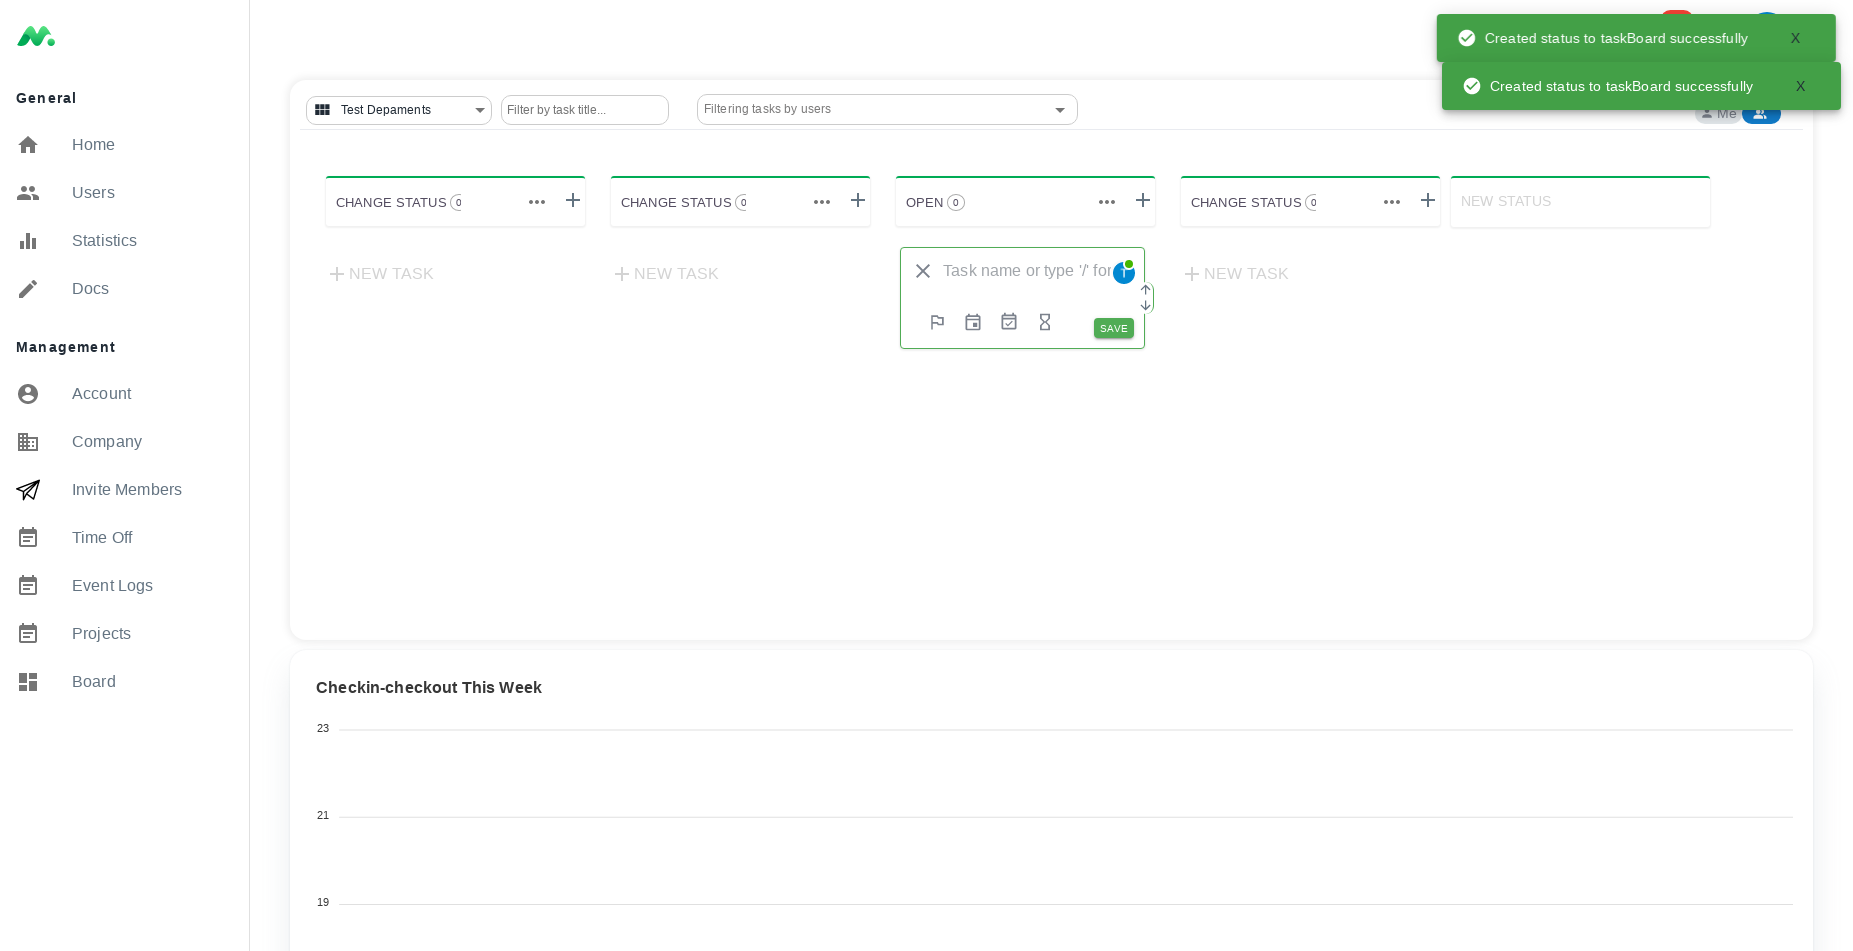 Created status to taskBoard successfully X
Created status to taskBoard successfully X
General
Home
Users
Statistics
Docs
Management
Account
Company
Invite Members
Time Off
Event Logs
Projects
Board
Test Depaments
Filter by task title...
Filtering tasks by users
Me
CHANGE STATUS 0
CHANGE STATUS 0
OPEN 0
CHANGE STATUS 0
NEW STATUS
NEW TASK
NEW TASK
Task name or type '/' for
SAVE
NEW TASK
Checkin-checkout This Week
23
21
19